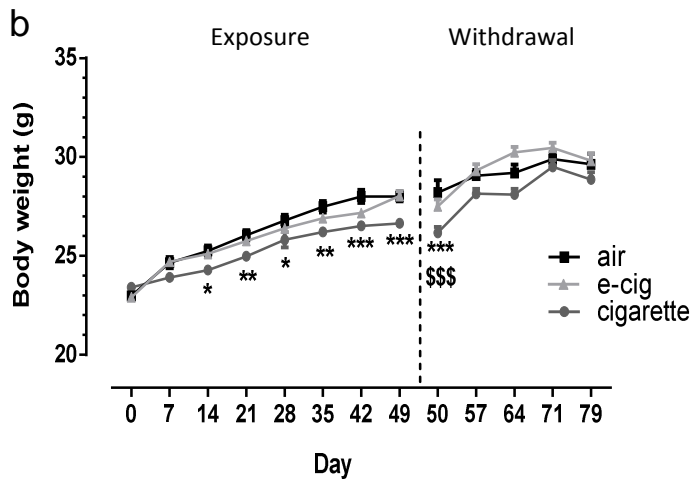 b
Exposure Withdrawal
Body weight (g)
35
30
25
20
* ** * ** *** *** ***
$$$
air
e-cig
cigarette
0 7 14 21 28 35 42 49 50 57 64 71 79
Day